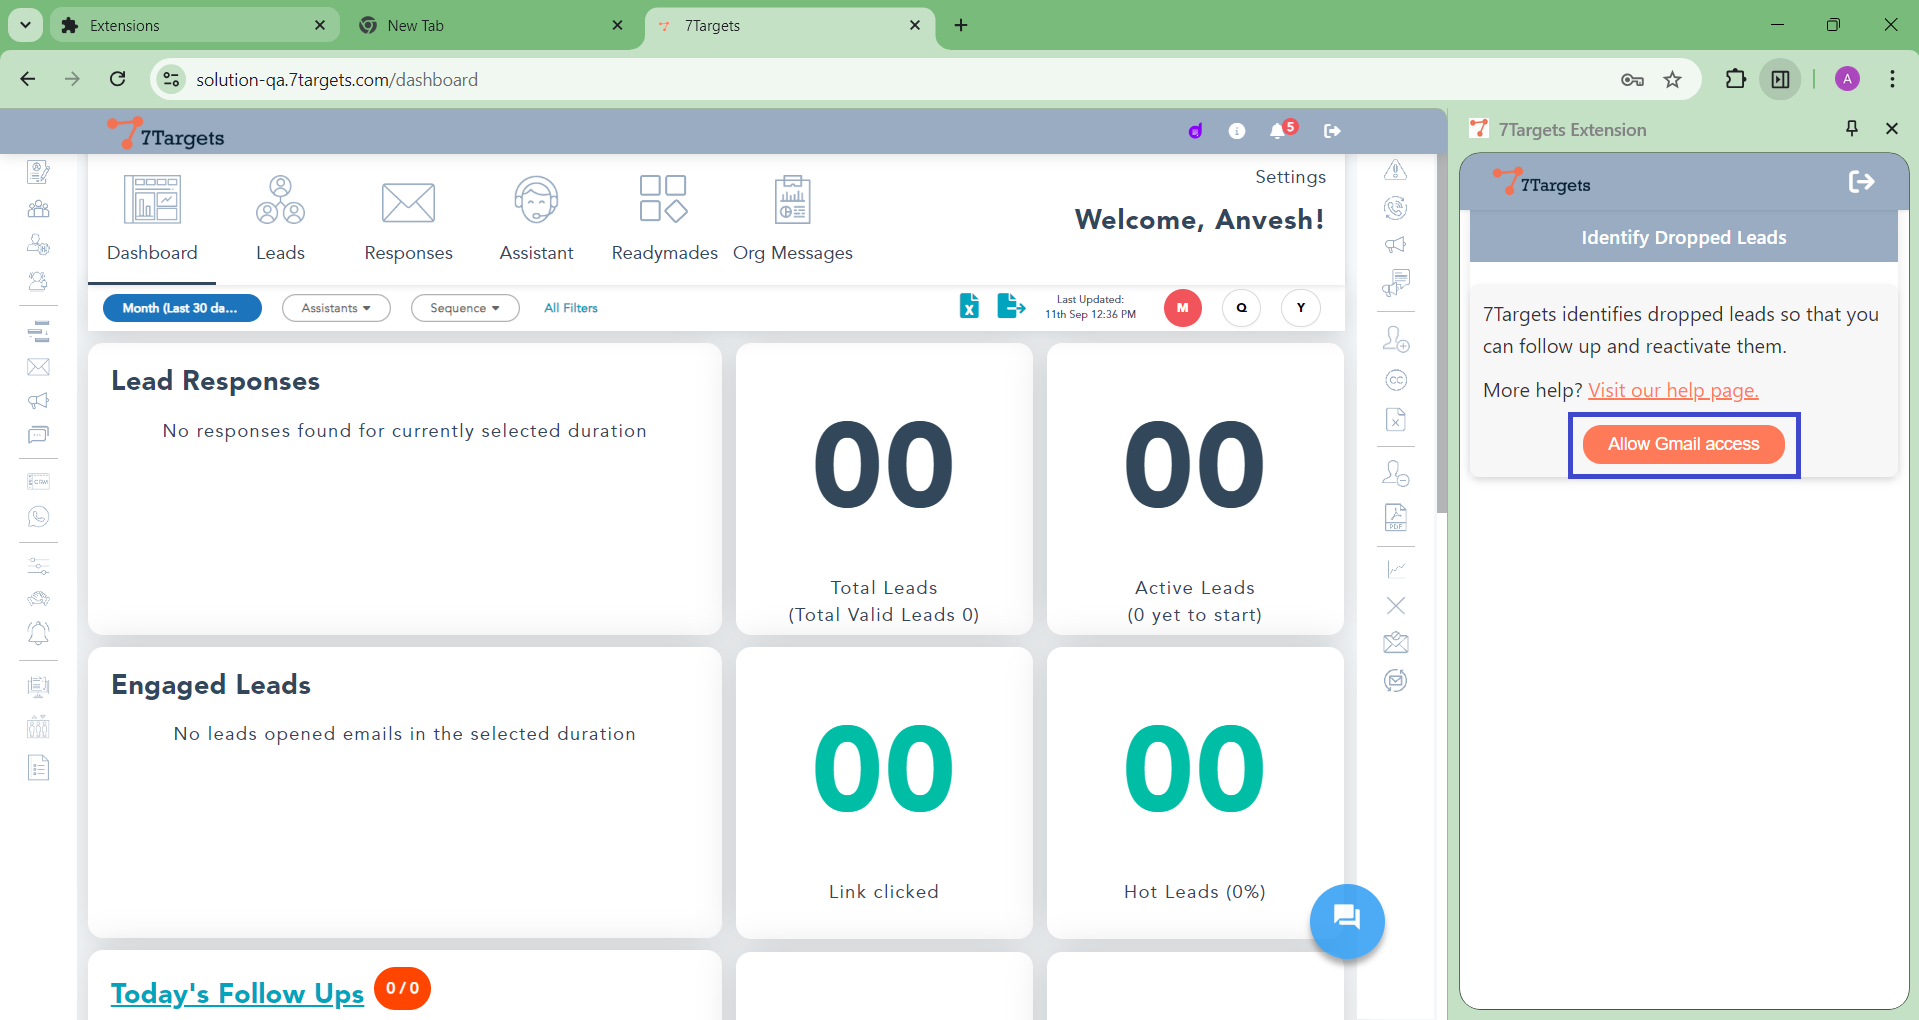 Extensions
New Tab
7Targets
solution-qa.7targets.com/dashboard
A
7Targets
5
Settings
Welcome, Anvesh!
Dashboard
Leads
Responses
Assistant
Readymades
Org Messages
Month (Last 30 da...
Assistants
Sequence
All Filters
Last Updated:
11th Sep 12:36 PM
M
Q
Y
Lead Responses
No responses found for currently selected duration
00
Total Leads
(Total Valid Leads 0)
00
Active Leads
(0 yet to start)
Engaged Leads
No leads opened emails in the selected duration
00
Link clicked
00
Hot Leads (0%)
Today's Follow Ups
0 / 0
CRM
CC
PDF
7Targets Extension
7Targets
Identify Dropped Leads
7Targets identifies dropped leads so that you
can follow up and reactivate them.
More help? Visit our help page.
Allow Gmail access